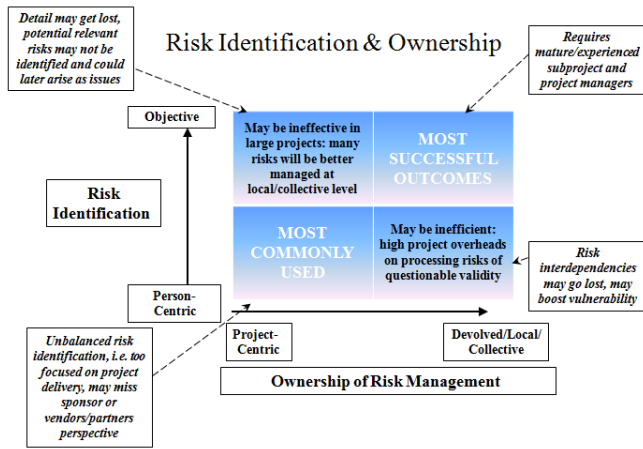 Detail may get lost,
potential relevant
risks may not be
identified and could
later arise as issues
Risk Identification & Ownership
Requires
mature/experienced
subproject and
project managers
Objective
May be ineffective in
large projects: many
risks will be better
managed at
local/collective level
MOST
SUCCESSFUL
OUTCOMES
Risk
Identification
MOST
COMMONLY
USED
May be inefficient:
high project overheads
on processing risks of
questionable validity
Risk
interdependencies
may go lost, may
boost vulnerability
Person-
Centric
Project-
Centric
Devolved/Local/
Collective
Unbalanced risk
identification, i.e. too
focused on project
delivery, may miss
sponsor or
vendors/partners
perspective
Ownership of Risk Management